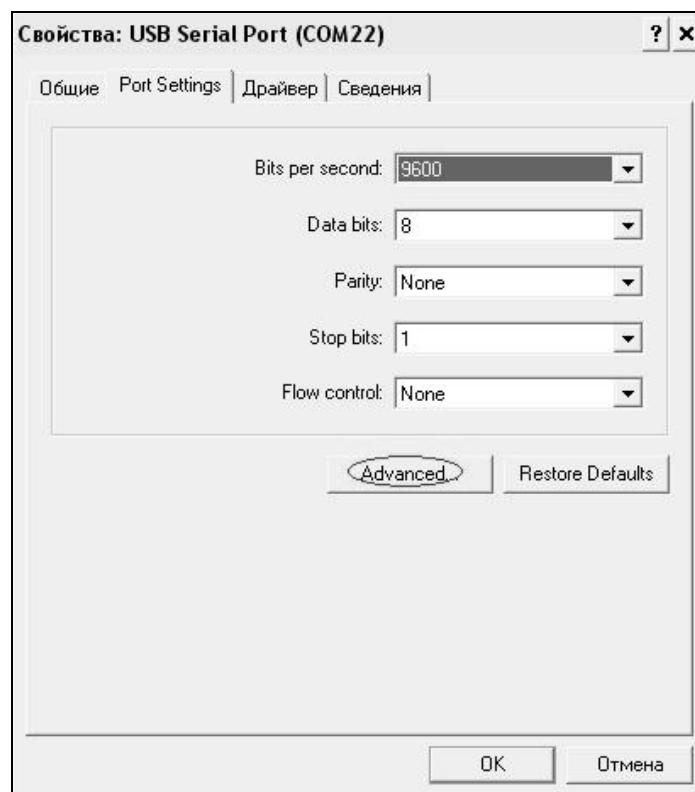 Свойства: USB Serial Port (COM22) ? ×
Общие Port Settings Драйвер Сведения
Bits per second: 9600
Data bits: 8
Parity: None
Stop bits: 1
Flow control: None
Advanced... Restore Defaults
OK Отмена